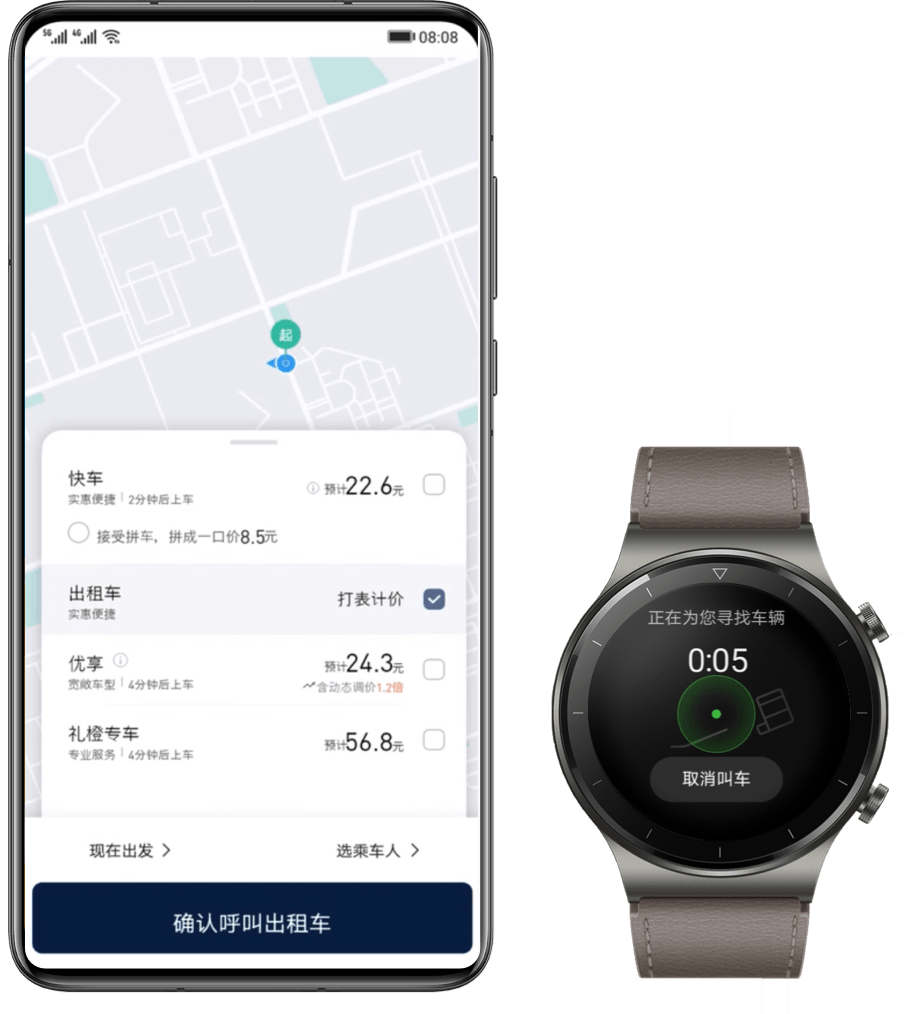 5G 4G 08:08
起
快车
实惠便捷 | 2分钟后上车
预计22.6元
接受拼车，拼成一口价8.5元
出租车
实惠便捷
打表计价
优享
宽敞车型 | 4分钟后上车
预计24.3元
含动态调价1.2倍
礼橙专车
专业服务 | 4分钟后上车
预计56.8元
现在出发
选乘车人
确认呼叫出租车
正在为您寻找车辆
0:05
取消叫车